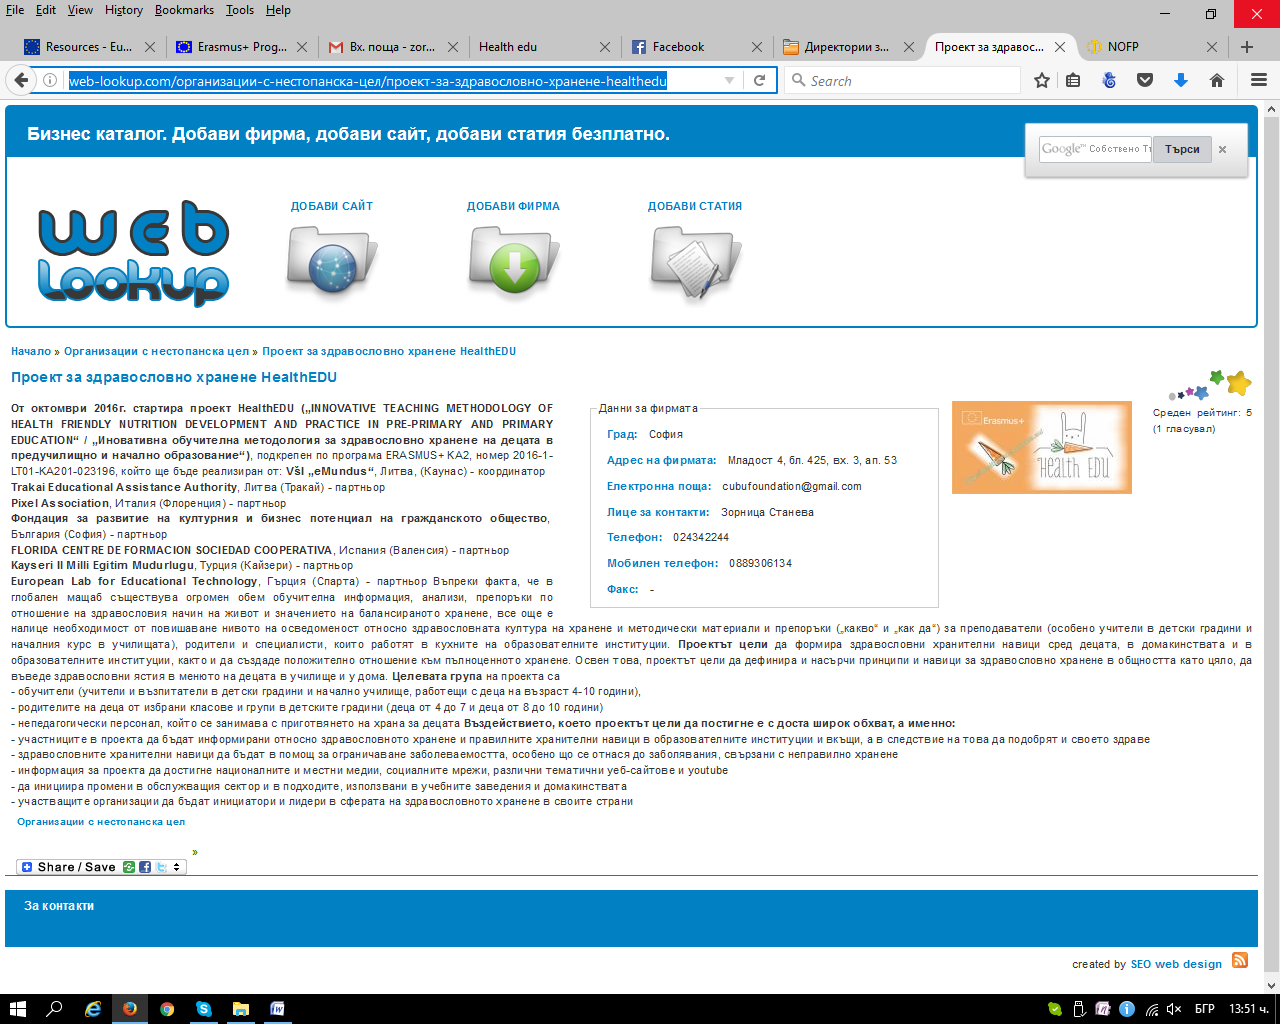 File Edit View History Bookmarks Tools Help
Resources - Eu...
Erasmus+ Prog...
Вх. поща - zor...
Health edu
Facebook
Директории з...
Проект за здравос...
NOFP
web-lookup.com/организации-с-нестопанска-цел/проект-за-здравословно-хранене-healthedu
Search
Бизнес каталог. Добави фирма, добави сайт, добави статия безплатно.
Google™ Собствено Тъ
Търси
web
Lookup
ДОБАВИ САЙТ
ДОБАВИ ФИРМА
ДОБАВИ СТАТИЯ
Начало » Организации с нестопанска цел » Проект за здравословно хранене HealthEDU
Проект за здравословно хранене HealthEDU
От октомври 2016г. стартира проект HealthEDU („INNOVATIVE TEACHING METHODOLOGY OF
HEALTH FRIENDLY NUTRITION DEVELOPMENT AND PRACTICE IN PRE-PRIMARY AND PRIMARY
EDUCATION“ / „Иновативна обучителна методология за здравословно хранене на децата в
предучилищно и начално образование“), подкрепен по програма ERASMUS+ KA2, номер 2016-1-
LT01-KA201-023196, който ще бъде реализиран от: VšI „eMundus“, Литва, (Каунас) - координатор
Trakai Educational Assistance Authority, Литва (Тракай) - партньор
Pixel Association, Италия (Флоренция) - партньор
Фондация за развитие на културния и бизнес потенциал на гражданското общество,
България (София) - партньор
FLORIDA CENTRE DE FORMACION SOCIEDAD COOPERATIVA, Испания (Валенсия) - партньор
Kayseri Il Milli Egitim Mudurlugu, Турция (Кайзери) - партньор
European Lab for Educational Technology, Гърция (Спарта) - партньор Въпреки факта, че в
глобален мащаб съществува огромен обем обучителна информация, анализи, препоръки по
отношение на здравословния начин на живот и значението на балансираното хранене, все още е
налице необходимост от повишаване нивото на осведоменост относно здравословната култура на хранене и методически материали и препоръки („какво“ и „как да“) за преподаватели (особено учители в детски градини и
началния курс в училищата), родители и специалисти, които работят в кухните на образователните институции. Проектът цели да формира здравословни хранителни навици сред децата, в домакинствата и в
образователните институции, както и да създаде положително отношение към пълноценното хранене. Освен това, проектът цели да дефинира и насърчи принципи и навици за здравословно хранене в общността като цяло, да
въведе здравословни ястия в менюто на децата в училище и у дома. Целевата група на проекта са
- обучители (учители и възпитатели в детски градини и начално училище, работещи с деца на възраст 4-10 години),
- родителите на деца от избрани класове и групи в детските градини (деца от 4 до 7 и деца от 8 до 10 години)
- непедагогически персонал, който се занимава с приготвянето на храна за децата Въздействието, което проектът цели да постигне е с доста широк обхват, а именно:
- участниците в проекта да бъдат информирани относно здравословното хранене и правилните хранителни навици в образователните институции и вкъщи, а в следствие на това да подобрят и своето здраве
- здравословните хранителни навици да бъдат в помощ за ограничаване заболеваемостта, особено що се отнася до заболявания, свързани с неправилно хранене
- информация за проекта да достигне националните и местни медии, социалните мрежи, различни тематични уеб-сайтове и youtube
- да инициира промени в обслужващия сектор и в подходите, използвани в учебните заведения и домакинствата
- участващите организации да бъдат инициатори и лидери в сферата на здравословното хранене в своите страни
Данни за фирмата
Град: София
Адрес на фирмата: Младост 4, бл. 425, вх. 3, ап. 53
Електронна поща: cubufoundation@gmail.com
Лице за контакти: Зорница Станева
Телефон: 024342244
Мобилен телефон: 0889306134
Факс: -
Erasmus+
Health EDU
Среден рейтинг: 5
(1 гласувал)
Организации с нестопанска цел
Share / Save
»
За контакти
created by SEO web design
БГР 13:51 ч.